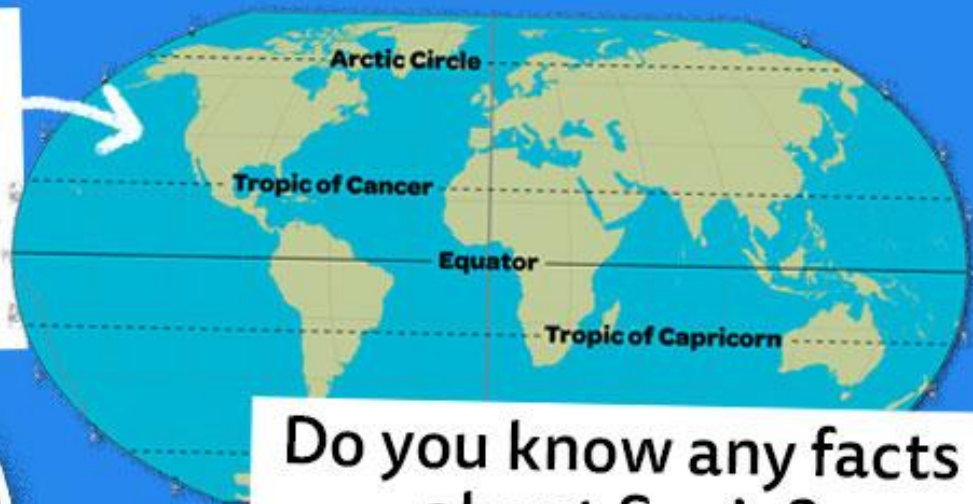 Arctic Circle
Tropic of Cancer
Equator
Tropic of Capricorn
Do you know any facts